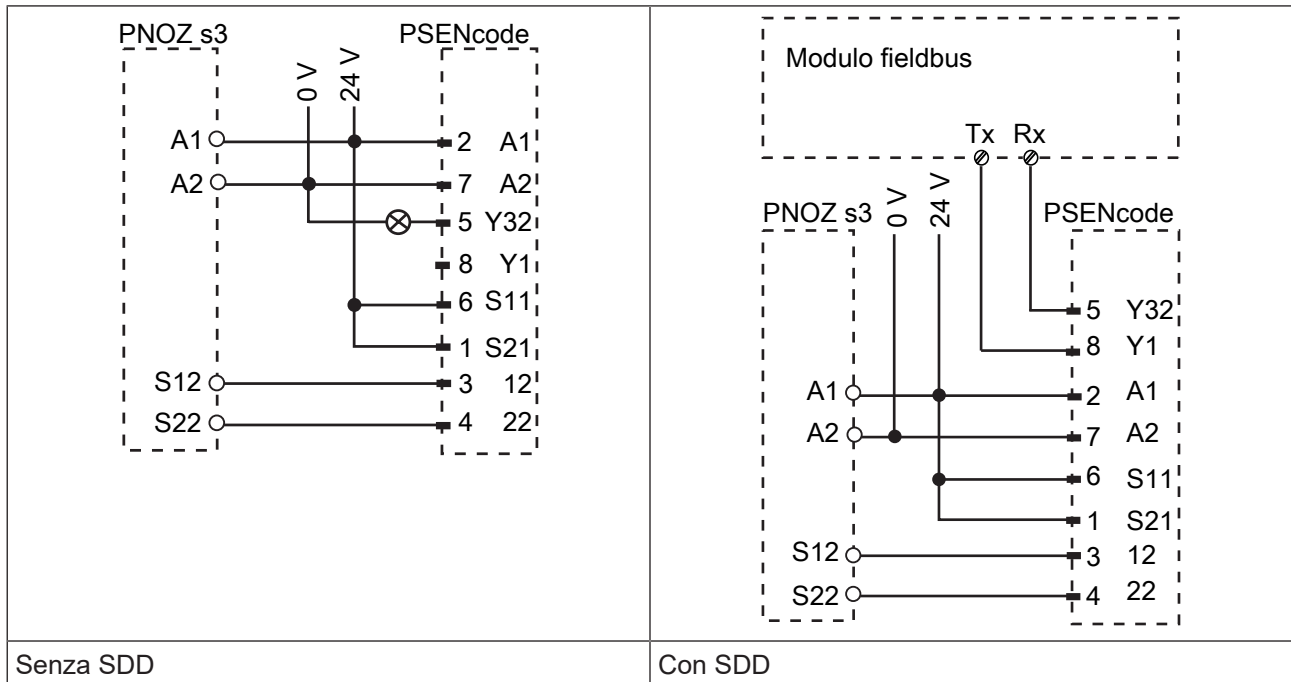 PNOZ s3 PSENcode
0 V
24 V
A1 2 A1
A2 7 A2
5 Y32
8 Y1
6 S11
1 S21
S12 3 12
S22 4 22
Senza SDD
Modulo fieldbus
Tx Rx
PNOZ s3 PSENcode
0 V
24 V
5 Y32
8 Y1
A1 2 A1
A2 7 A2
6 S11
1 S21
S12 3 12
S22 4 22
Con SDD